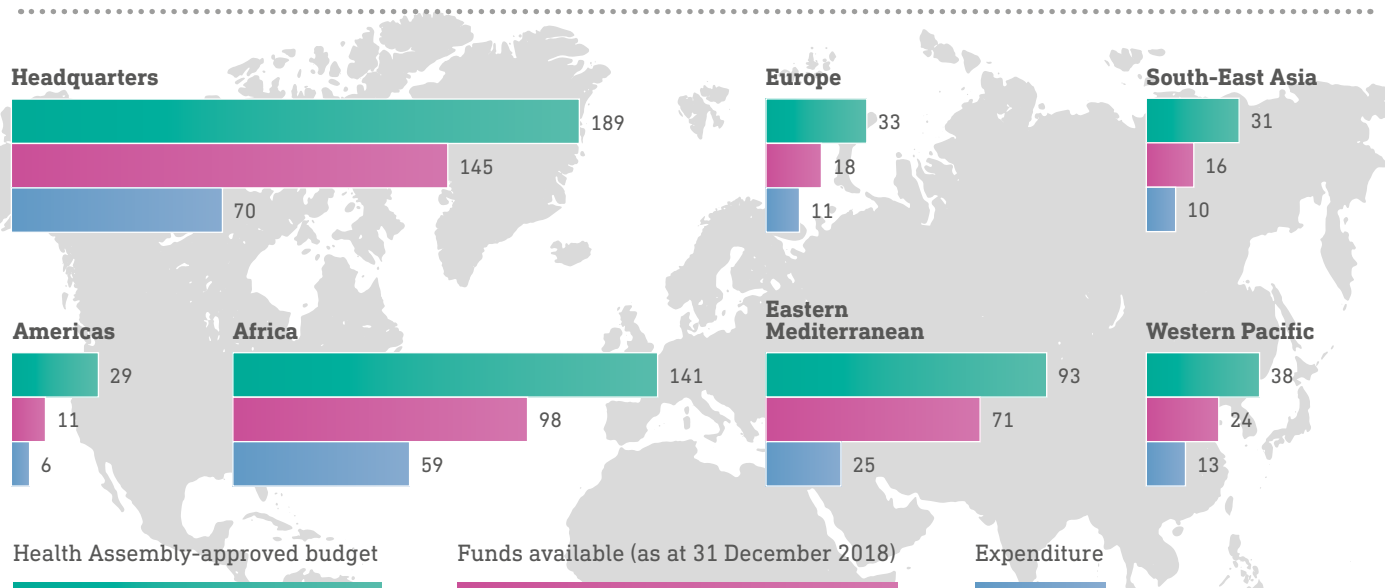 Headquarters
189
145
70
Europe
33
18
11
South-East Asia
31
16
10
Americas
29
11
6
Africa
141
98
59
Eastern
Mediterranean
93
71
25
Western Pacific
38
24
13
Health Assembly-approved budget
Funds available (as at 31 December 2018)
Expenditure